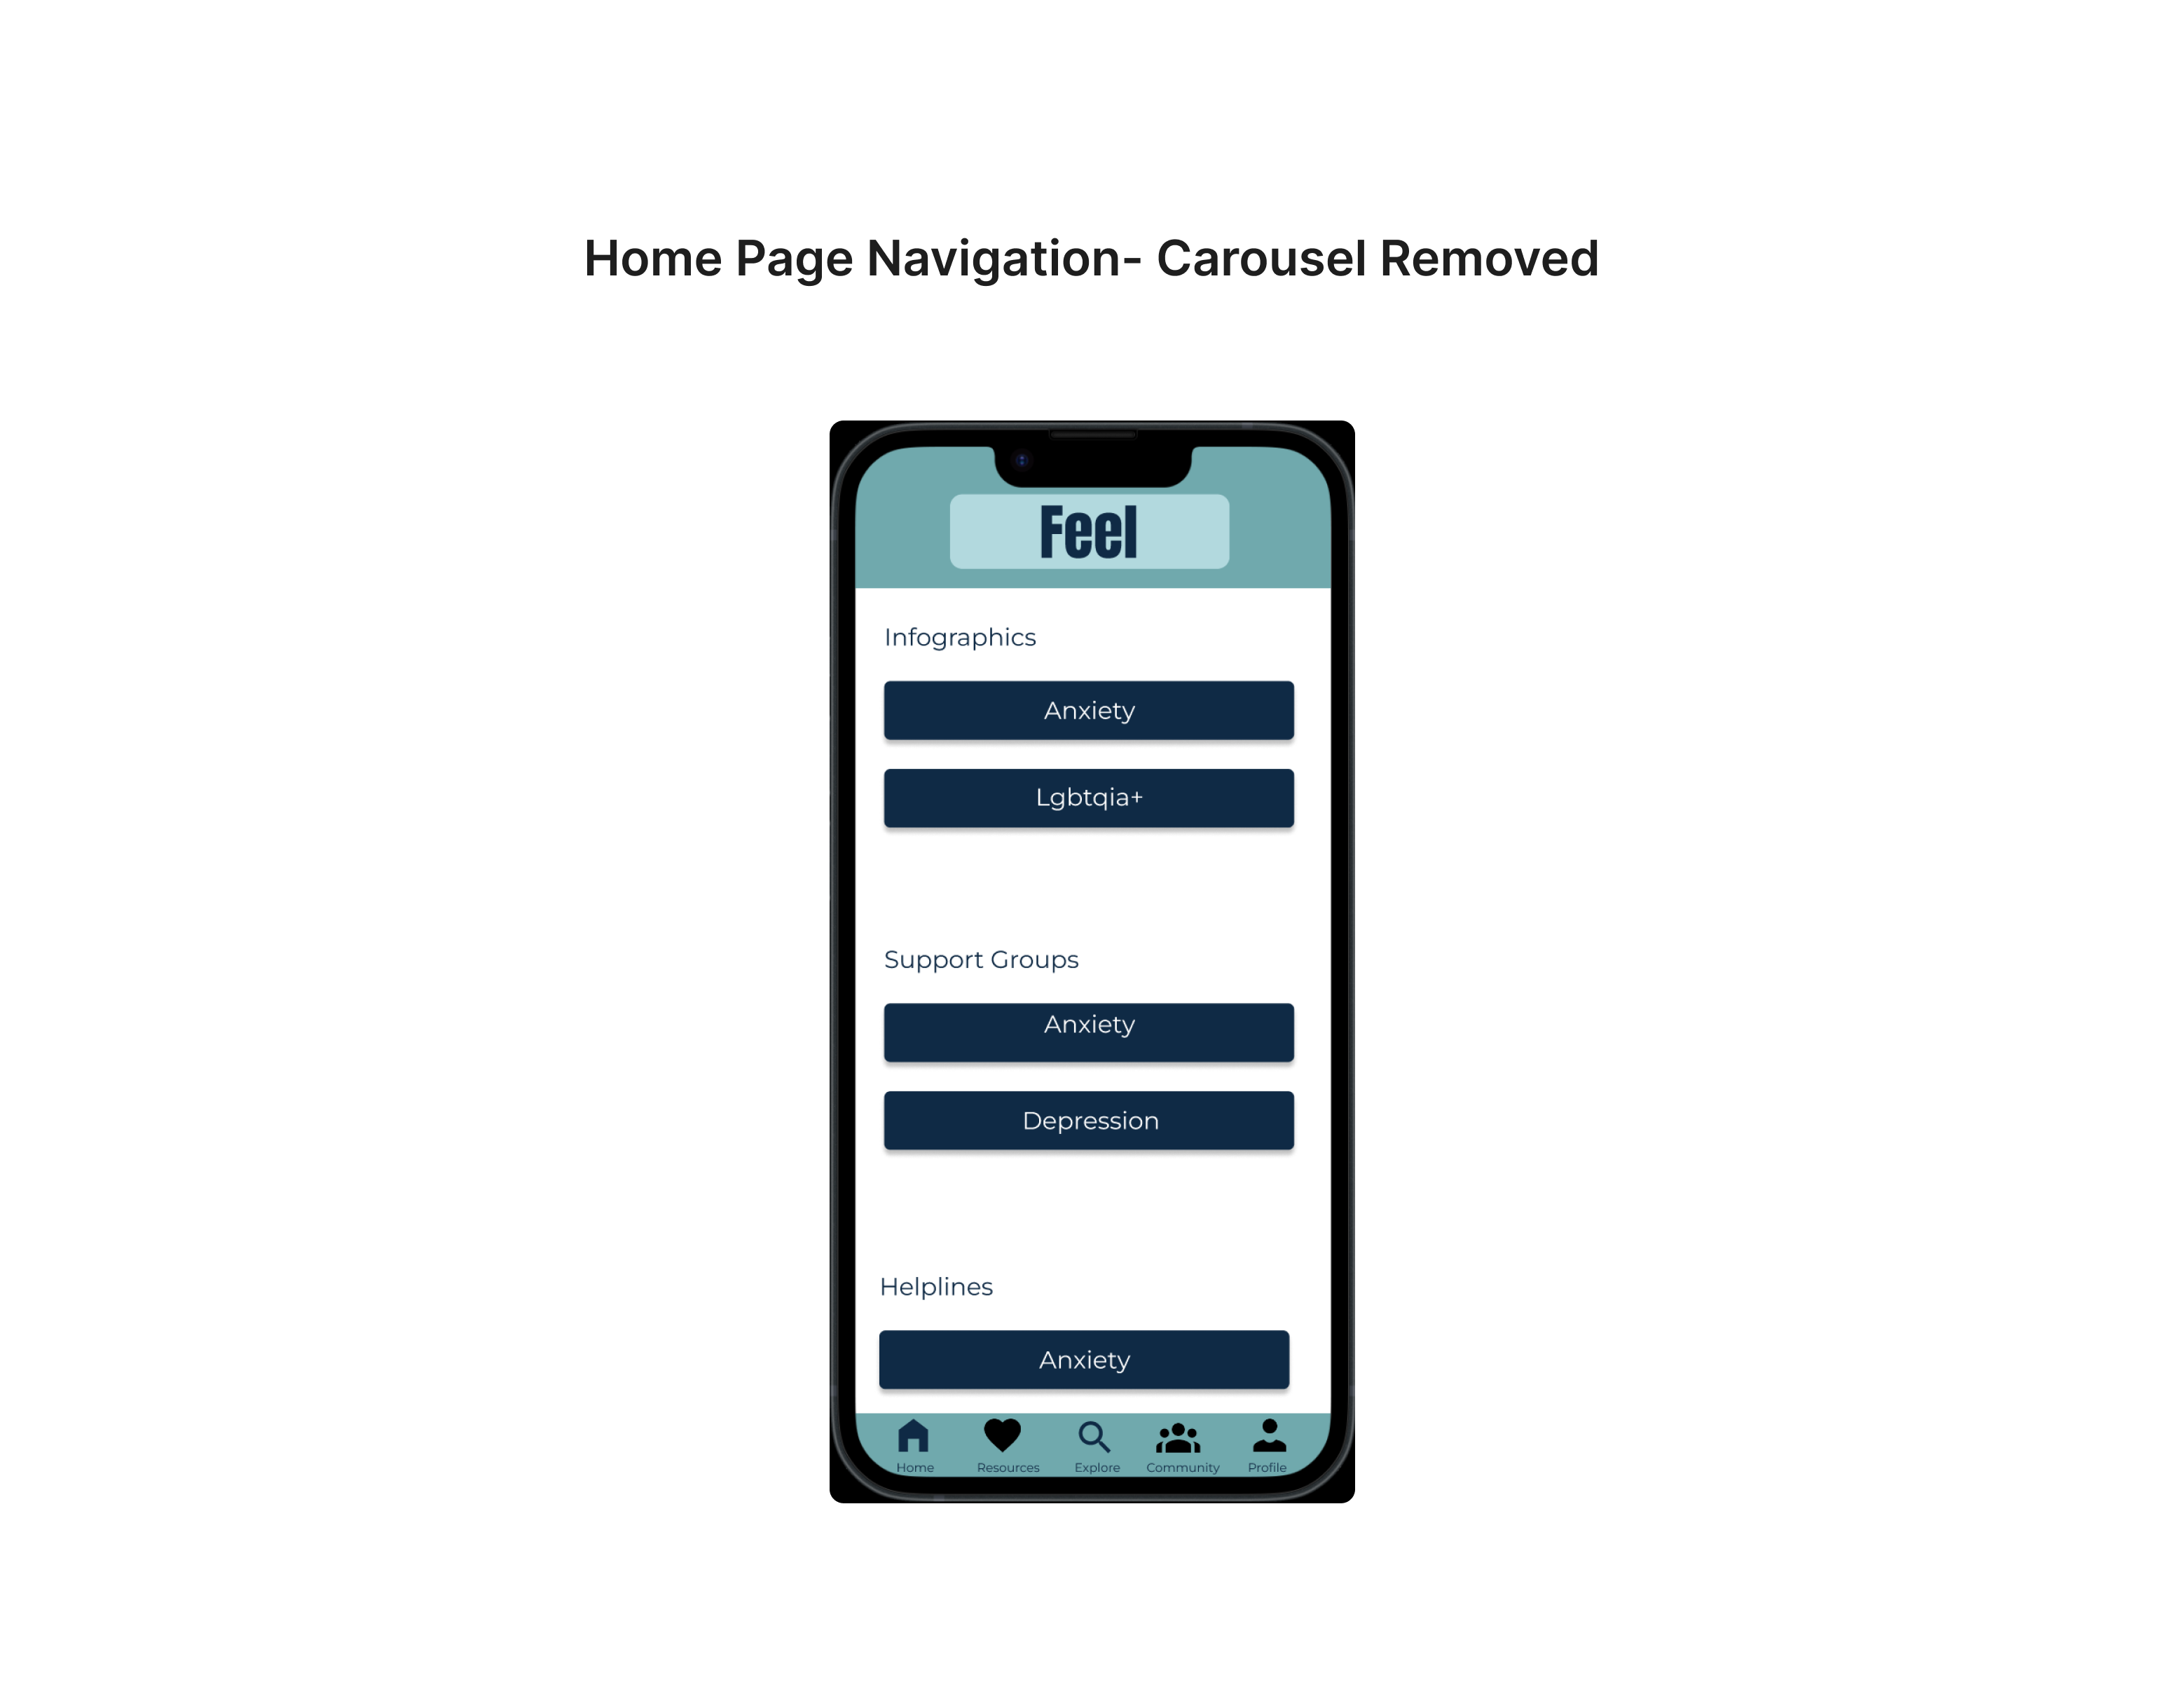 Home Page Navigation- Carousel Removed
Feel
Infographics
Anxiety
Lgbtqia+
Support Groups
Anxiety
Depression
Helplines
Anxiety
Home Resources Explore Community Profile